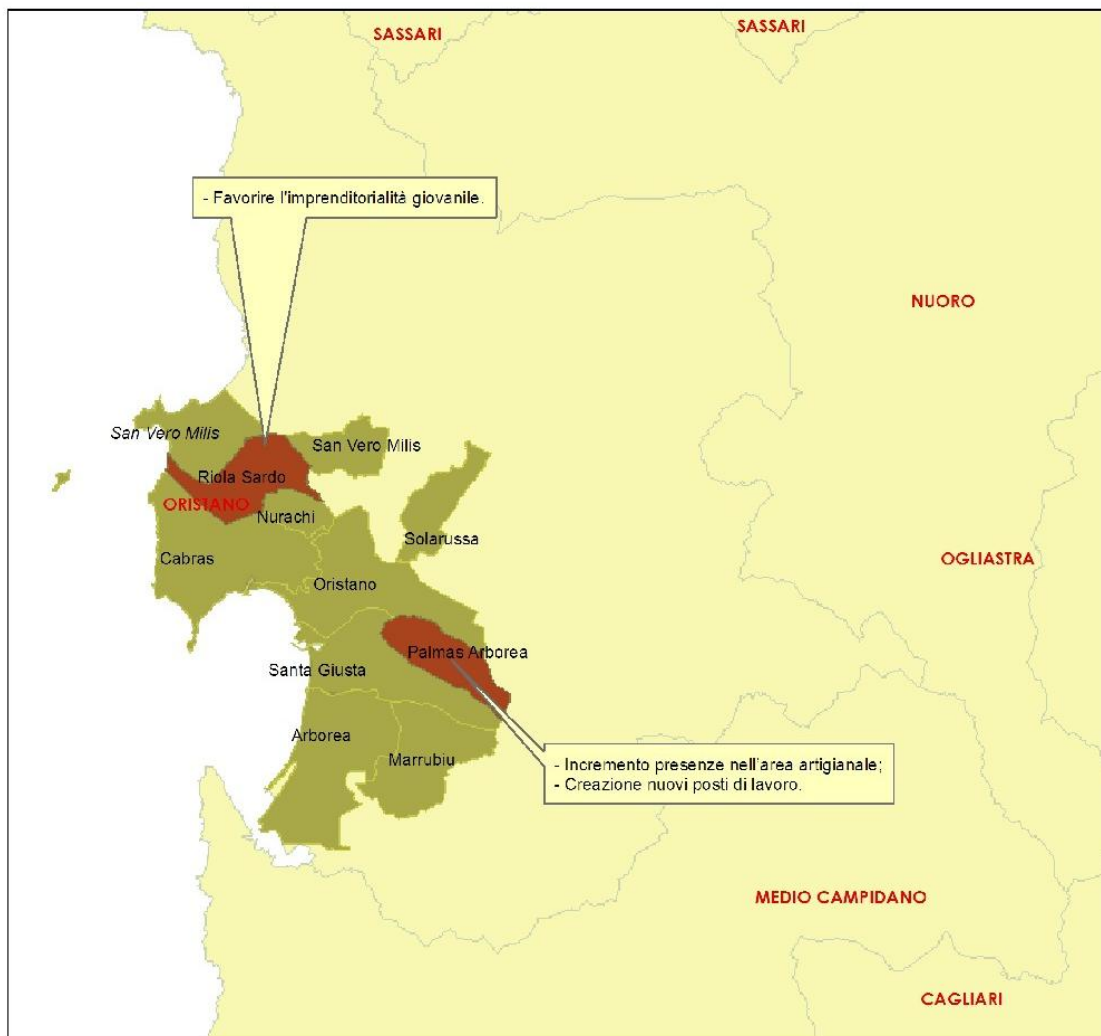 SASSARI
SASSARI
- Favorire l'imprenditorialità giovanile.
NUORO
San Vero Milis
San Vero Milis
Riola Sardo
ORISTANO
Nurachi
Solarussa
Cabras
OGLIASTRA
Oristano
Palmas Arborea
Santa Giusta
Arborea
Marrubiu
- Incremento presenze nell'area artigianale;
- Creazione nuovi posti di lavoro.
MEDIO CAMPIDANO
CAGLIARI